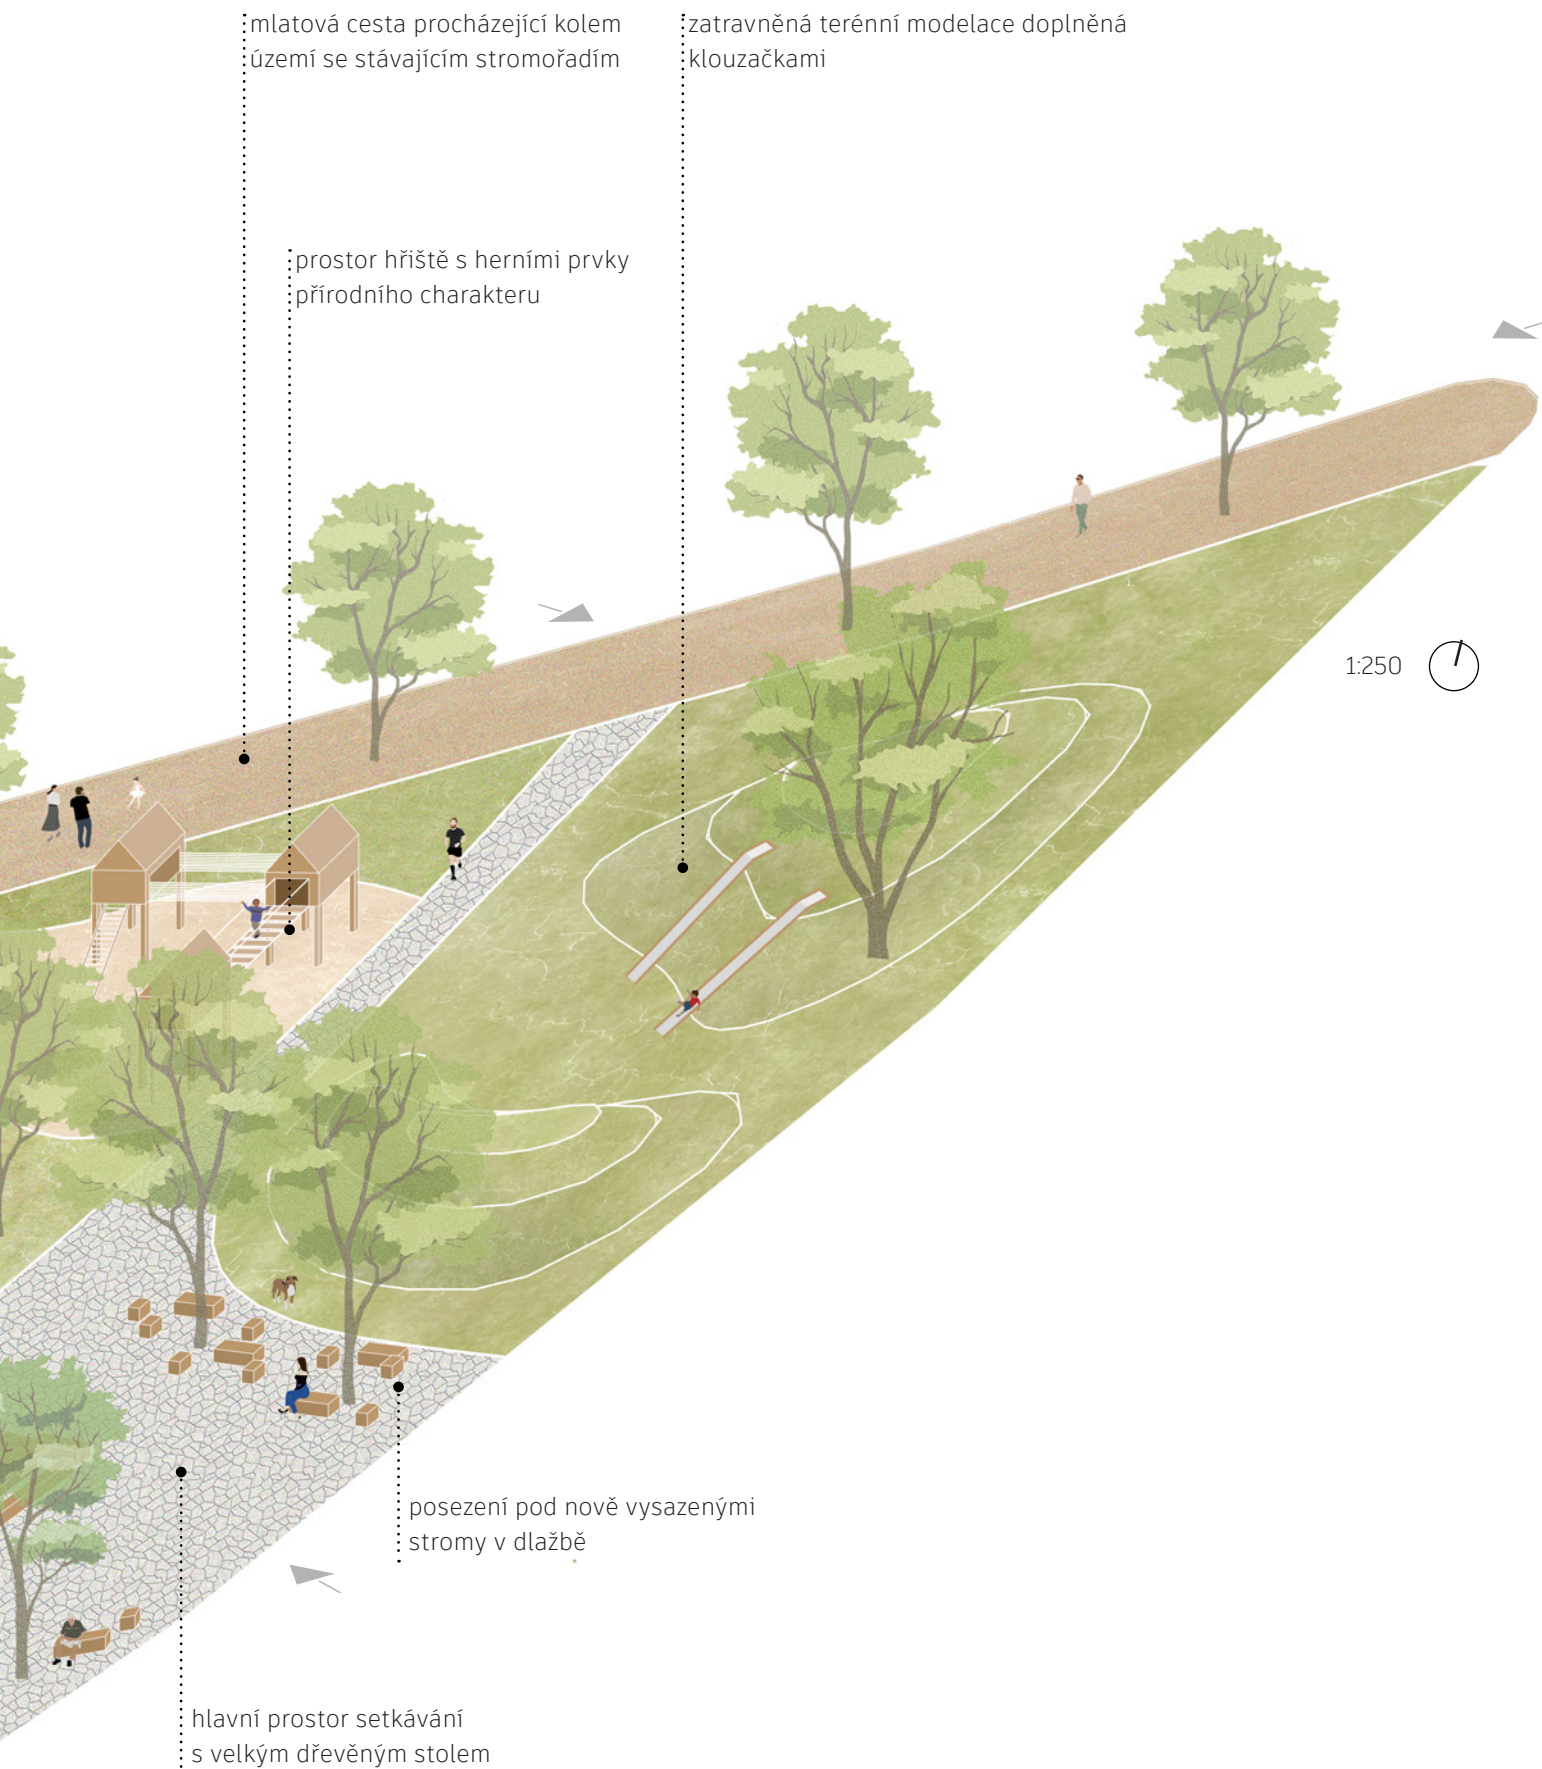 mlatová cesta procházející kolem
území se stávajícím stromořadím
zatravněná terénní modelace doplněná
klouzačkami
prostor hřiště s herními prvky
přírodního charakteru
1:250
posezení pod nově vysazenými
stromy v dlažbě
hlavní prostor setkávání
s velkým dřevěným stolem